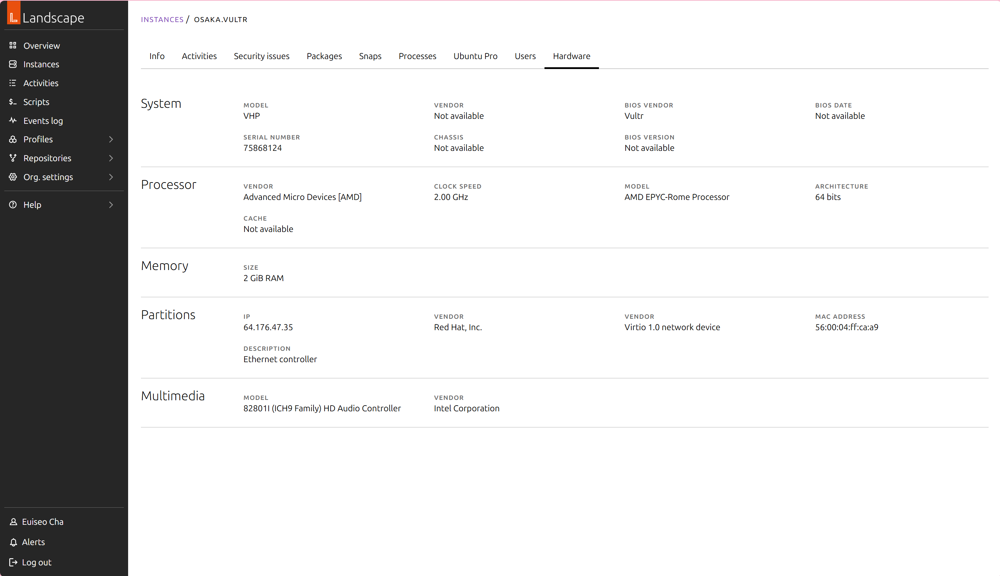 Landscape
Overview
Instances
Activities
Scripts
Events log
Profiles
Repositories
Org. settings
Help
Euiseo Cha
Alerts
Log out
INSTANCES / OSAKA.VULTR
Info Activities Security issues Packages Snaps Processes Ubuntu Pro Users Hardware
System
MODEL VENDOR BIOS VENDOR BIOS DATE
VHP Not available Vultr Not available
SERIAL NUMBER CHASSIS BIOS VERSION
75868124 Not available Not available
Processor
VENDOR CLOCK SPEED MODEL ARCHITECTURE
Advanced Micro Devices [AMD] 2.00 GHz AMD EPYC-Rome Processor 64 bits
CACHE
Not available
Memory
SIZE
2 GiB RAM
Partitions
IP VENDOR VENDOR MAC ADDRESS
64.176.47.35 Red Hat, Inc. Virtio 1.0 network device 56:00:04:ff:ca:a9
DESCRIPTION
Ethernet controller
Multimedia
MODEL VENDOR
82801I (ICH9 Family) HD Audio Controller Intel Corporation